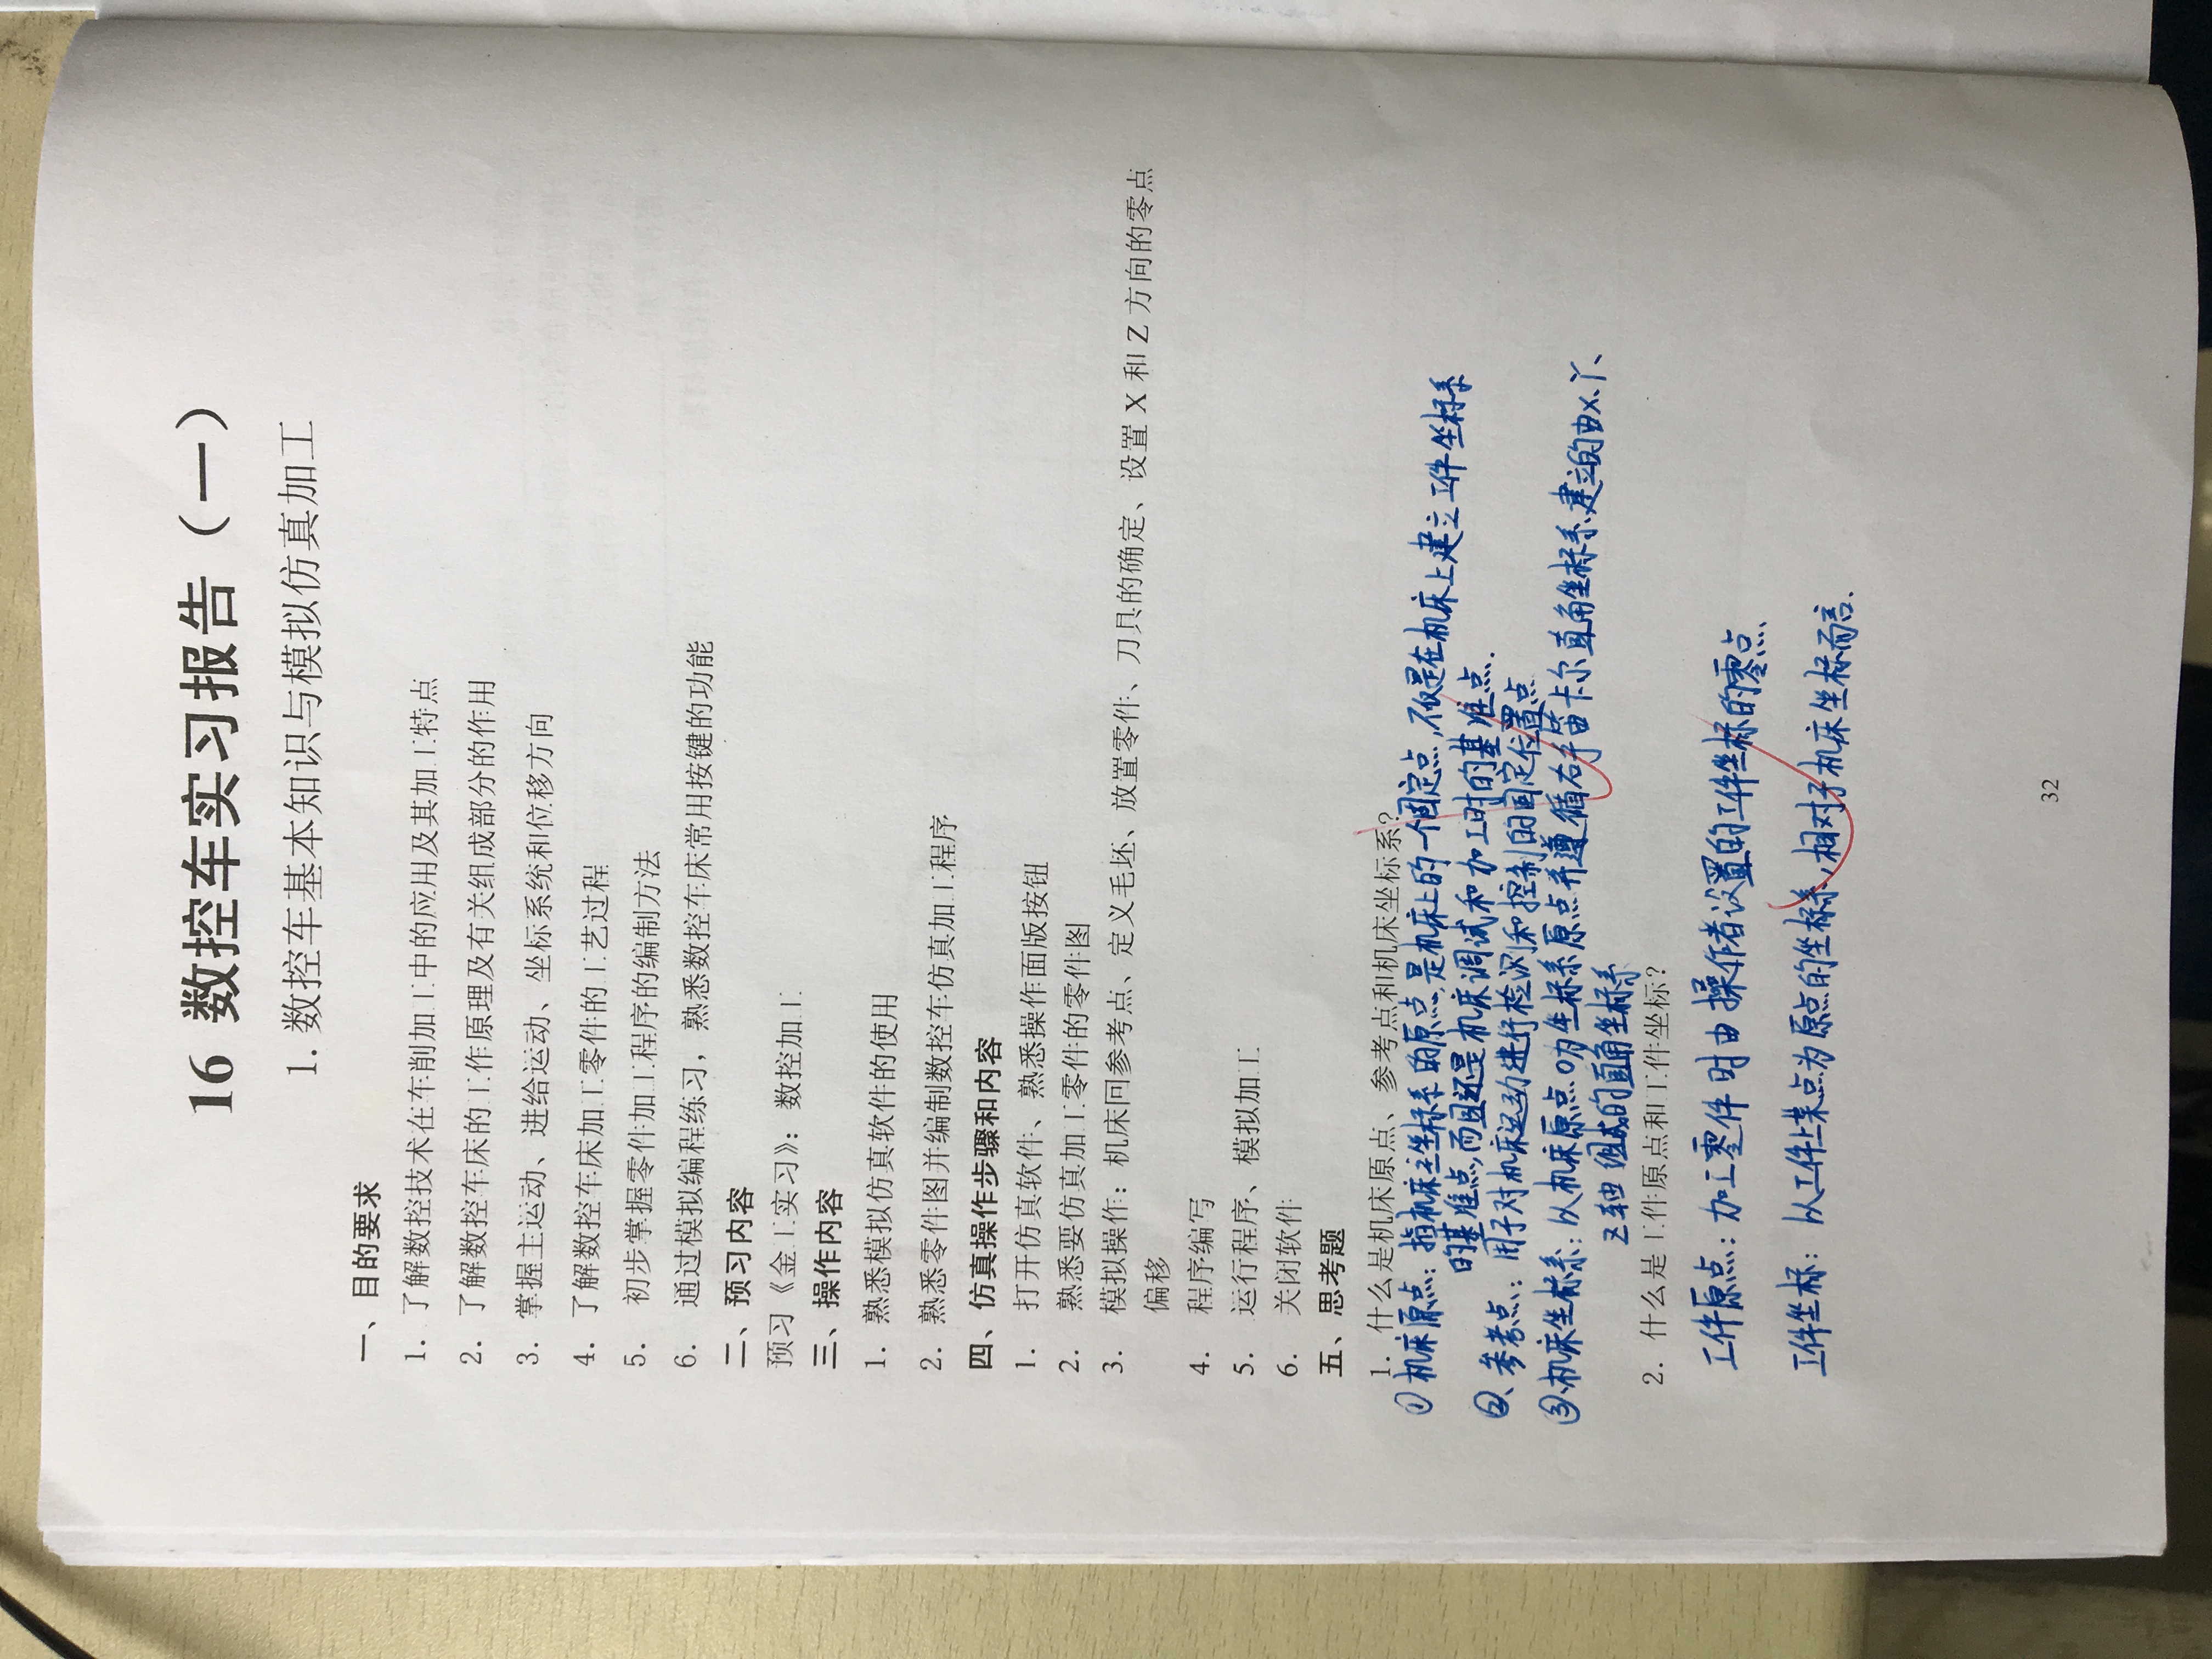 16 数控车实习报告（一）
1. 数控车基本知识与模拟仿真加工
一、目的要求
1. 了解数控技术在车削加工中的应用及其加工特点
2. 了解数控车床的工作原理及有关组成部分的作用
3. 掌握主运动、进给运动、坐标系统和位移方向
4. 了解数控车床加工零件的工艺过程
5. 初步掌握零件加工程序的编制方法
6. 通过模拟编程练习，熟悉数控车床常用按键的功能
二、预习内容
预习《金工实习》：数控加工
三、操作内容
1. 熟悉模拟仿真软件的使用
2. 熟悉零件图并编制数控车仿真加工程序
四、仿真操作步骤和内容
1. 打开仿真软件、熟悉操作面版按钮
2. 熟悉要仿真加工零件的零件图
3. 模拟操作：机床回参考点、定义毛坯、放置零件、刀具的确定、设置 X 和 Z 方向的零点
偏移
4. 程序编写
5. 运行程序、模拟加工
6. 关闭软件
五、思考题
1. 什么是机床原点、参考点和机床坐标系?
①机床原点：指机床之坐标系的原点,是机床上的一个固定点,不仅是在机床上建立工件坐标系
的基准点,而且还是机床调试和加工时的基准点.
②、参考点：用于对机床运动进行检测和控制的固定位置点
③、机床坐标系：以机床原点O为坐标系原点并遵循右手笛卡尔直角坐标系建立的由X、Y、
Z轴组成的直角坐标系
2. 什么是工件原点和工件坐标?
工件原点：加工零件时由操作者设置的工件坐标的零点
工件坐标：以工件上某点为原点的坐标系,相对于机床坐标而言.
32